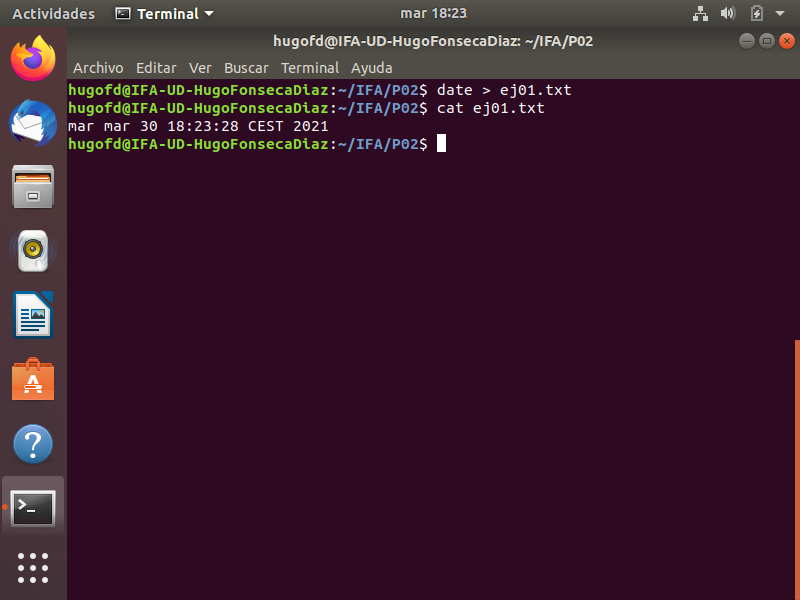 Actividades Terminal mar 18:23
hugofd@IFA-UD-HugoFonsecaDiaz: ~/IFA/P02
Archivo Editar Ver Buscar Terminal Ayuda
hugofd@IFA-UD-HugoFonsecaDiaz:~/IFA/P02$ date > ej01.txt
hugofd@IFA-UD-HugoFonsecaDiaz:~/IFA/P02$ cat ej01.txt
mar mar 30 18:23:28 CEST 2021
hugofd@IFA-UD-HugoFonsecaDiaz:~/IFA/P02$